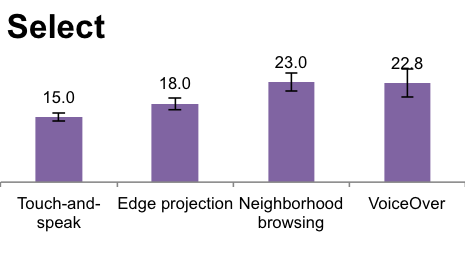 Select
15.0
18.0
23.0
22.8
Touch-and-
speak
Edge projection
Neighborhood
browsing
VoiceOver